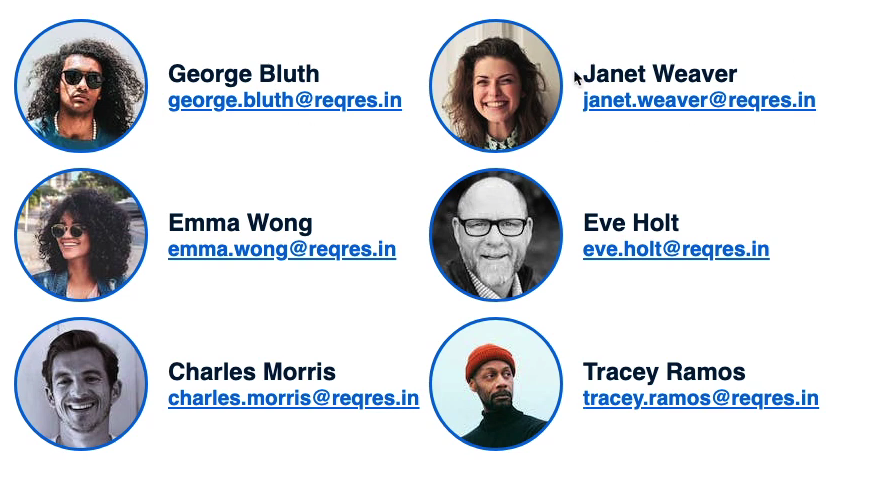 George Bluth
george.bluth@reqres.in
Janet Weaver
janet.weaver@reqres.in
Emma Wong
emma.wong@reqres.in
Eve Holt
eve.holt@reqres.in
Charles Morris
charles.morris@reqres.in
Tracey Ramos
tracey.ramos@reqres.in